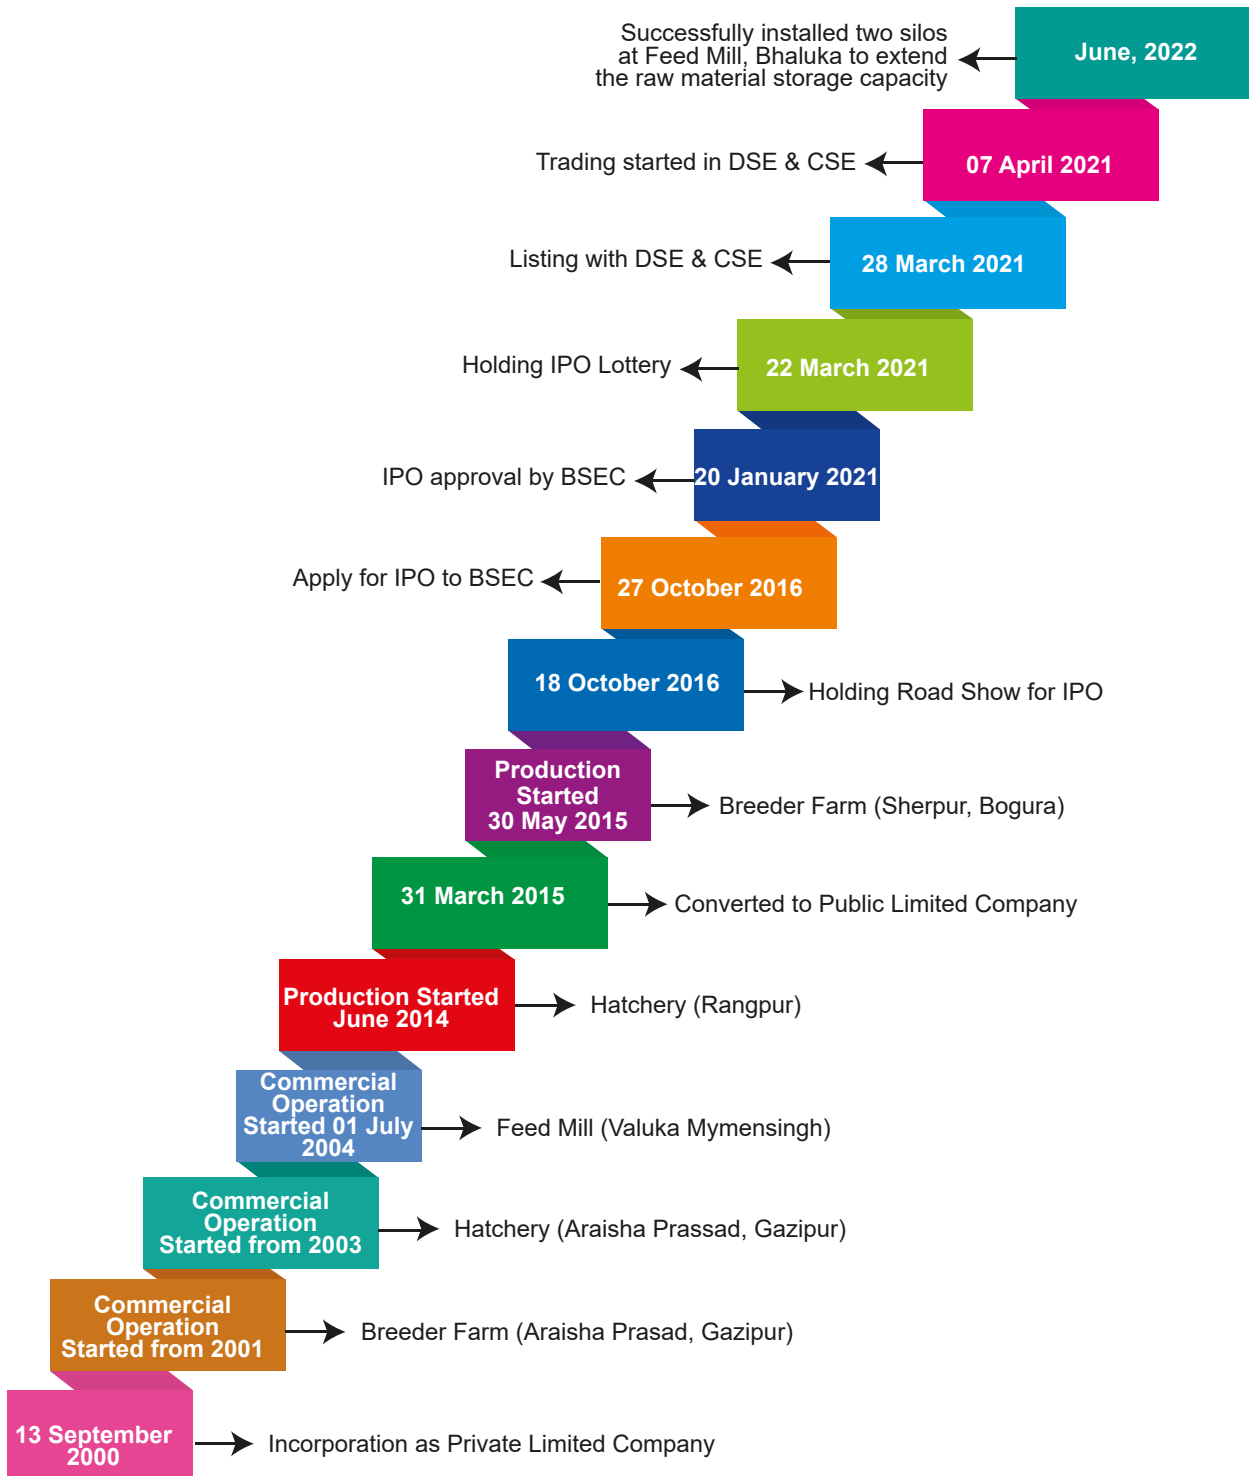 Successfully installed two silos
at Feed Mill, Bhaluka to extend
the raw material storage capacity
June, 2022
Trading started in DSE & CSE
07 April 2021
Listing with DSE & CSE
28 March 2021
Holding IPO Lottery
22 March 2021
IPO approval by BSEC
20 January 2021
Apply for IPO to BSEC
27 October 2016
18 October 2016
Holding Road Show for IPO
Production
Started
30 May 2015
Breeder Farm (Sherpur, Bogura)
31 March 2015
Converted to Public Limited Company
Production Started
June 2014
Hatchery (Rangpur)
Commercial
Operation
Started 01 July
2004
Feed Mill (Valuka Mymensingh)
Commercial
Operation
Started from 2003
Hatchery (Araisha Prassad, Gazipur)
Commercial
Operation
Started from 2001
Breeder Farm (Araisha Prasad, Gazipur)
13 September
2000
Incorporation as Private Limited Company